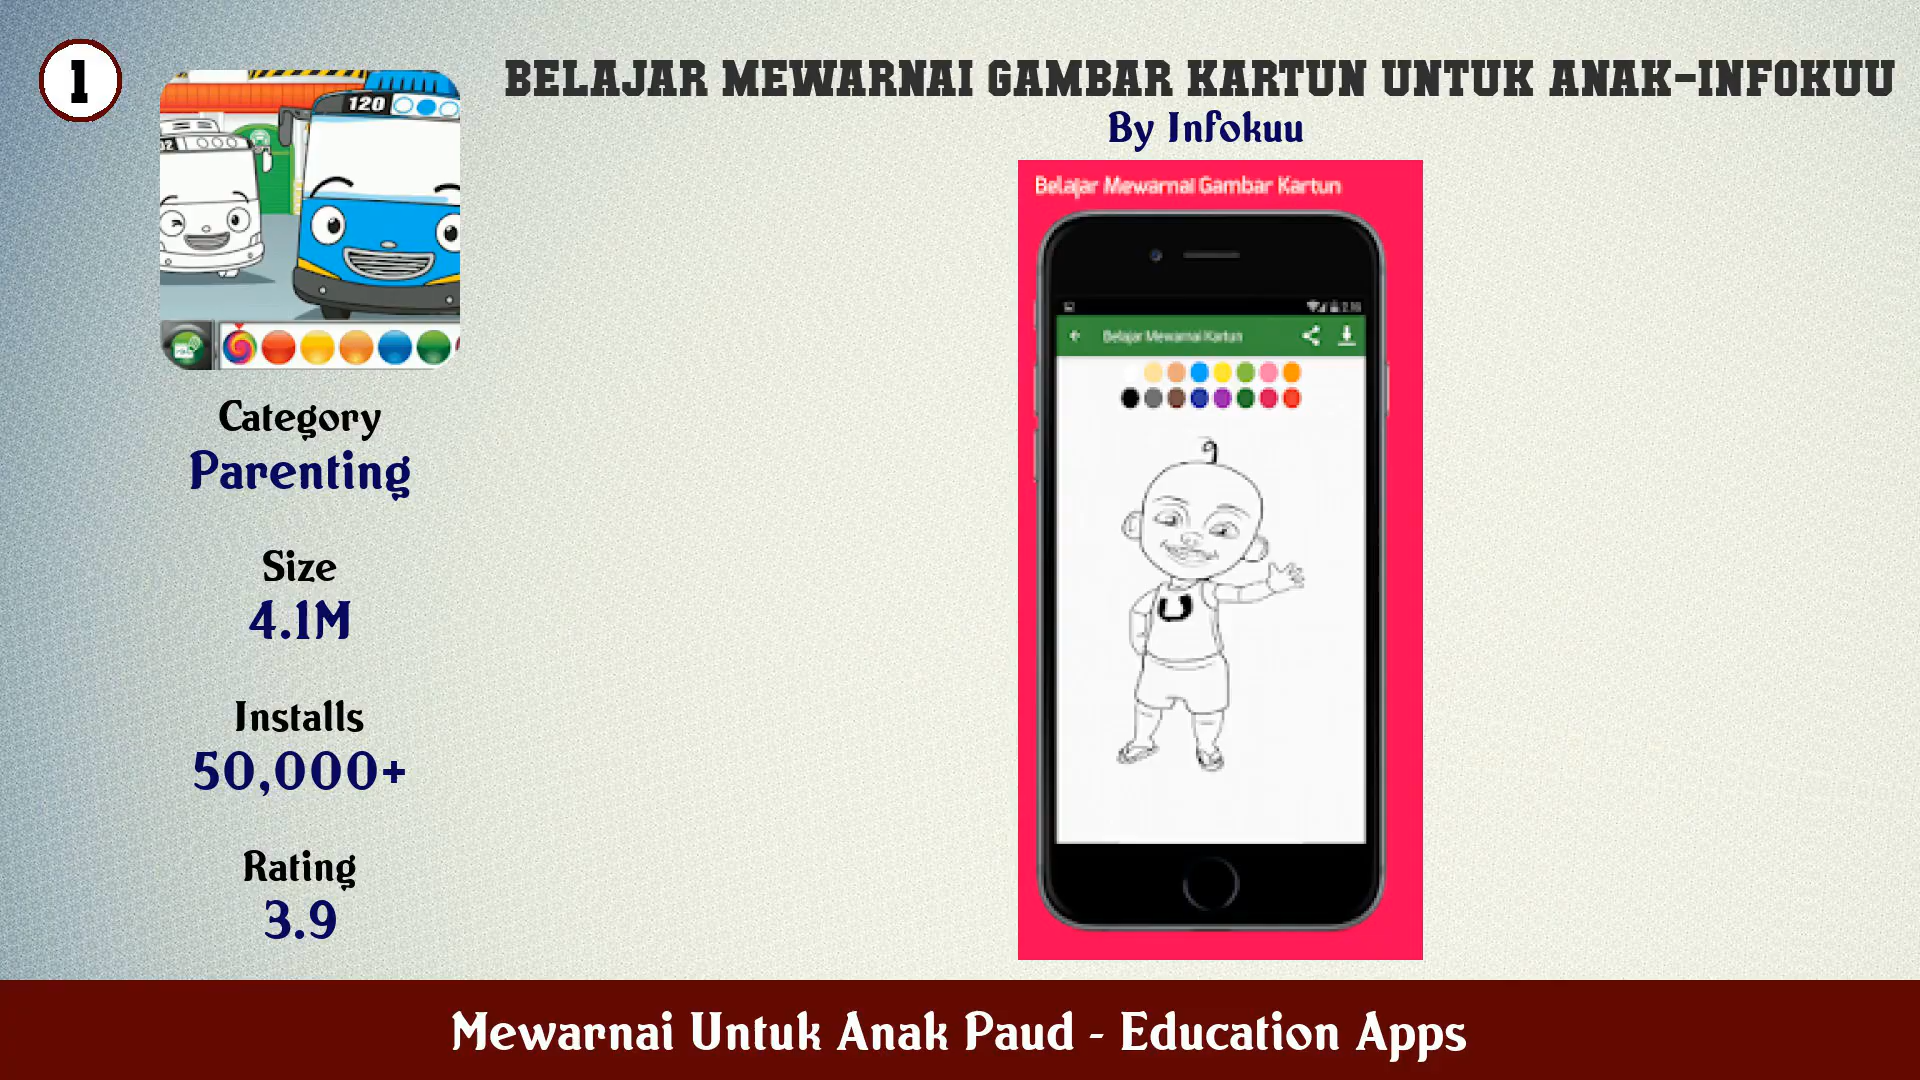 1
BELAJAR MEWARNAI GAMBAR KARTUN UNTUK ANAK-INFOKUU
By Infokuu
120
Belajar Mewarnai Gambar Kartun
Belajar Mewarnai Kartun
U
Category
Parenting
Size
4.1M
Installs
50,000+
Rating
3.9
Mewarnai Untuk Anak Paud - Education Apps